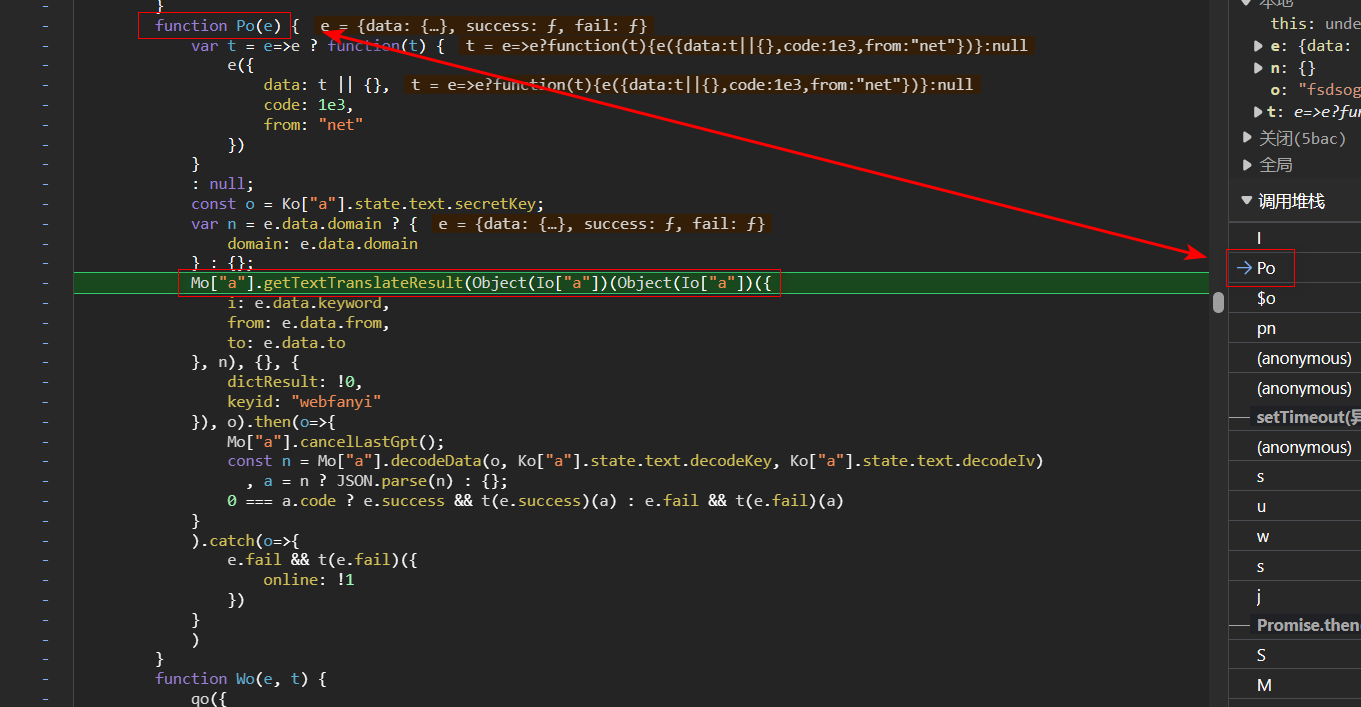 }
function Po(e) { e = {data: {…}, success: ƒ, fail: ƒ}
var t = e=>e ? function(t) { t = e=>e?function(t){e({data:t||{},code:1e3,from:"net"})}:null
e({
data: t || {}, t = e=>e?function(t){e({data:t||{},code:1e3,from:"net"})}:null
code: 1e3,
from: "net"
})
}
: null;
const o = Ko["a"].state.text.secretKey;
var n = e.data.domain ? { e = {data: {…}, success: ƒ, fail: ƒ}
domain: e.data.domain
} : {};
Mo["a"].getTextTranslateResult(Object(Io["a"])(Object(Io["a"])({
i: e.data.keyword,
from: e.data.from,
to: e.data.to
}, n), {}, {
dictResult: !0,
keyid: "webfanyi"
}), o).then(o=>{
Mo["a"].cancelLastGpt();
const n = Mo["a"].decodeData(o, Ko["a"].state.text.decodeKey, Ko["a"].state.text.decodeIv)
, a = n ? JSON.parse(n) : {};
0 === a.code ? e.success && t(e.success)(a) : e.fail && t(e.fail)(a)
}
).catch(o=>{
e.fail && t(e.fail)({
online: !1
})
}
)
}
function Wo(e, t) {
qo({
本地
this: unde
e: {data:
n: {}
o: "fsdsog
t: e=>e?fun
关闭(5bac)
全局
调用堆栈
I
Po
$o
pn
(anonymous)
(anonymous)
setTimeout(异
(anonymous)
s
u
w
s
j
Promise.then
S
M